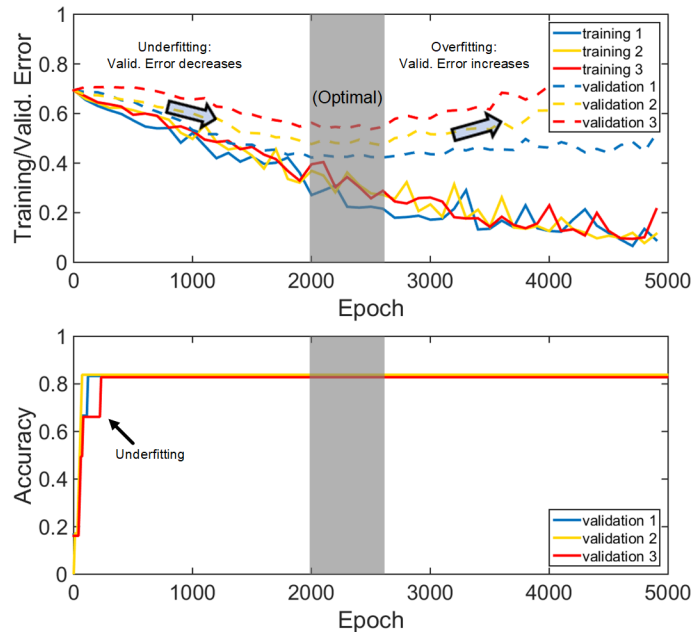 Training/Valid. Error
1
0.8
0.6
0.4
0.2
0
Underfitting:
Valid. Error decreases
(Optimal)
Overfitting:
Valid. Error increases
training 1
training 2
training 3
validation 1
validation 2
validation 3
0 1000 2000 3000 4000 5000
Epoch
Accuracy
1
0.8
0.6
0.4
0.2
0
Underfitting
validation 1
validation 2
validation 3
0 1000 2000 3000 4000 5000
Epoch